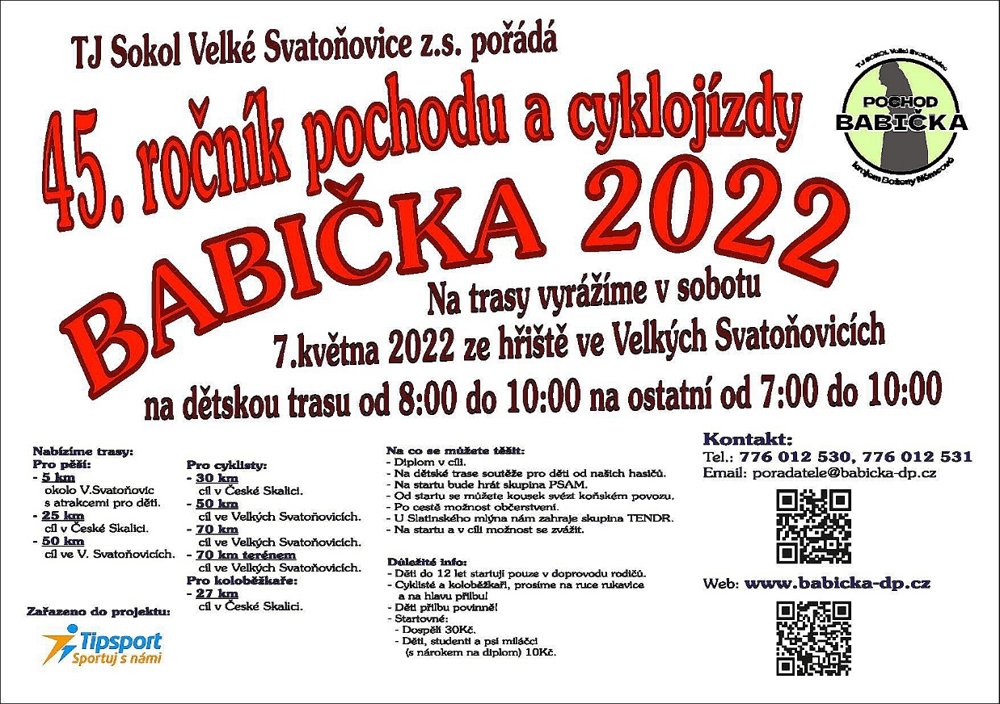 TJ Sokol Velké Svatoňovice z.s. pořádá
45. ročník pochodu a cyklojízdy
BABIČKA 2022
TJ SOKOL Velké Svatoňovice
POCHOD
BABIČKA
krajem Boženy Němcové
Na trasy vyrážíme v sobotu
7.května 2022 ze hřiště ve Velkých Svatoňovicích
na dětskou trasu od 8:00 do 10:00 na ostatní od 7:00 do 10:00
Nabízíme trasy:
Pro pěší:
- 5 km
okolo V.Svatoňovic
s atrakcemi pro děti.
- 25 km
cíl v České Skalici.
- 50 km
cíl ve V. Svatoňovicích.
Pro cyklisty:
- 30 km
cíl v České Skalici.
- 50 km
cíl ve Velkých Svatoňovicích.
- 70 km
cíl ve Velkých Svatoňovicích.
- 70 km terénem
cíl ve Velkých Svatoňovicích.
Pro koloběžkaře:
- 27 km
cíl v České Skalici.
Zařazeno do projektu:
Tipsport
Sportuj s námi
Na co se můžete těšit:
- Diplom v cíli.
- Na dětské trase soutěže pro děti od našich hasičů.
- Na startu bude hrát skupina PSAM.
- Od startu se můžete kousek svézt koňském povozu.
- Po cestě možnost občerstvení.
- U Slatinského mlýna nám zahraje skupina TENDR.
- Na startu a v cíli možnost se zvážit.
Důležité info:
- Děti do 12 let startují pouze v doprovodu rodičů.
- Cyklisté a koloběžkaři, prosíme na ruce rukavice
a na hlavu přilbu!
- Děti přilbu povinně!
- Startovné:
- Dospělí 30Kč.
- Děti, studenti a psí miláčci
(s nárokem na diplom) 10Kč.
Kontakt:
Tel.: 776 012 530, 776 012 531
Email: poradatele@babicka-dp.cz
Web: www.babicka-dp.cz